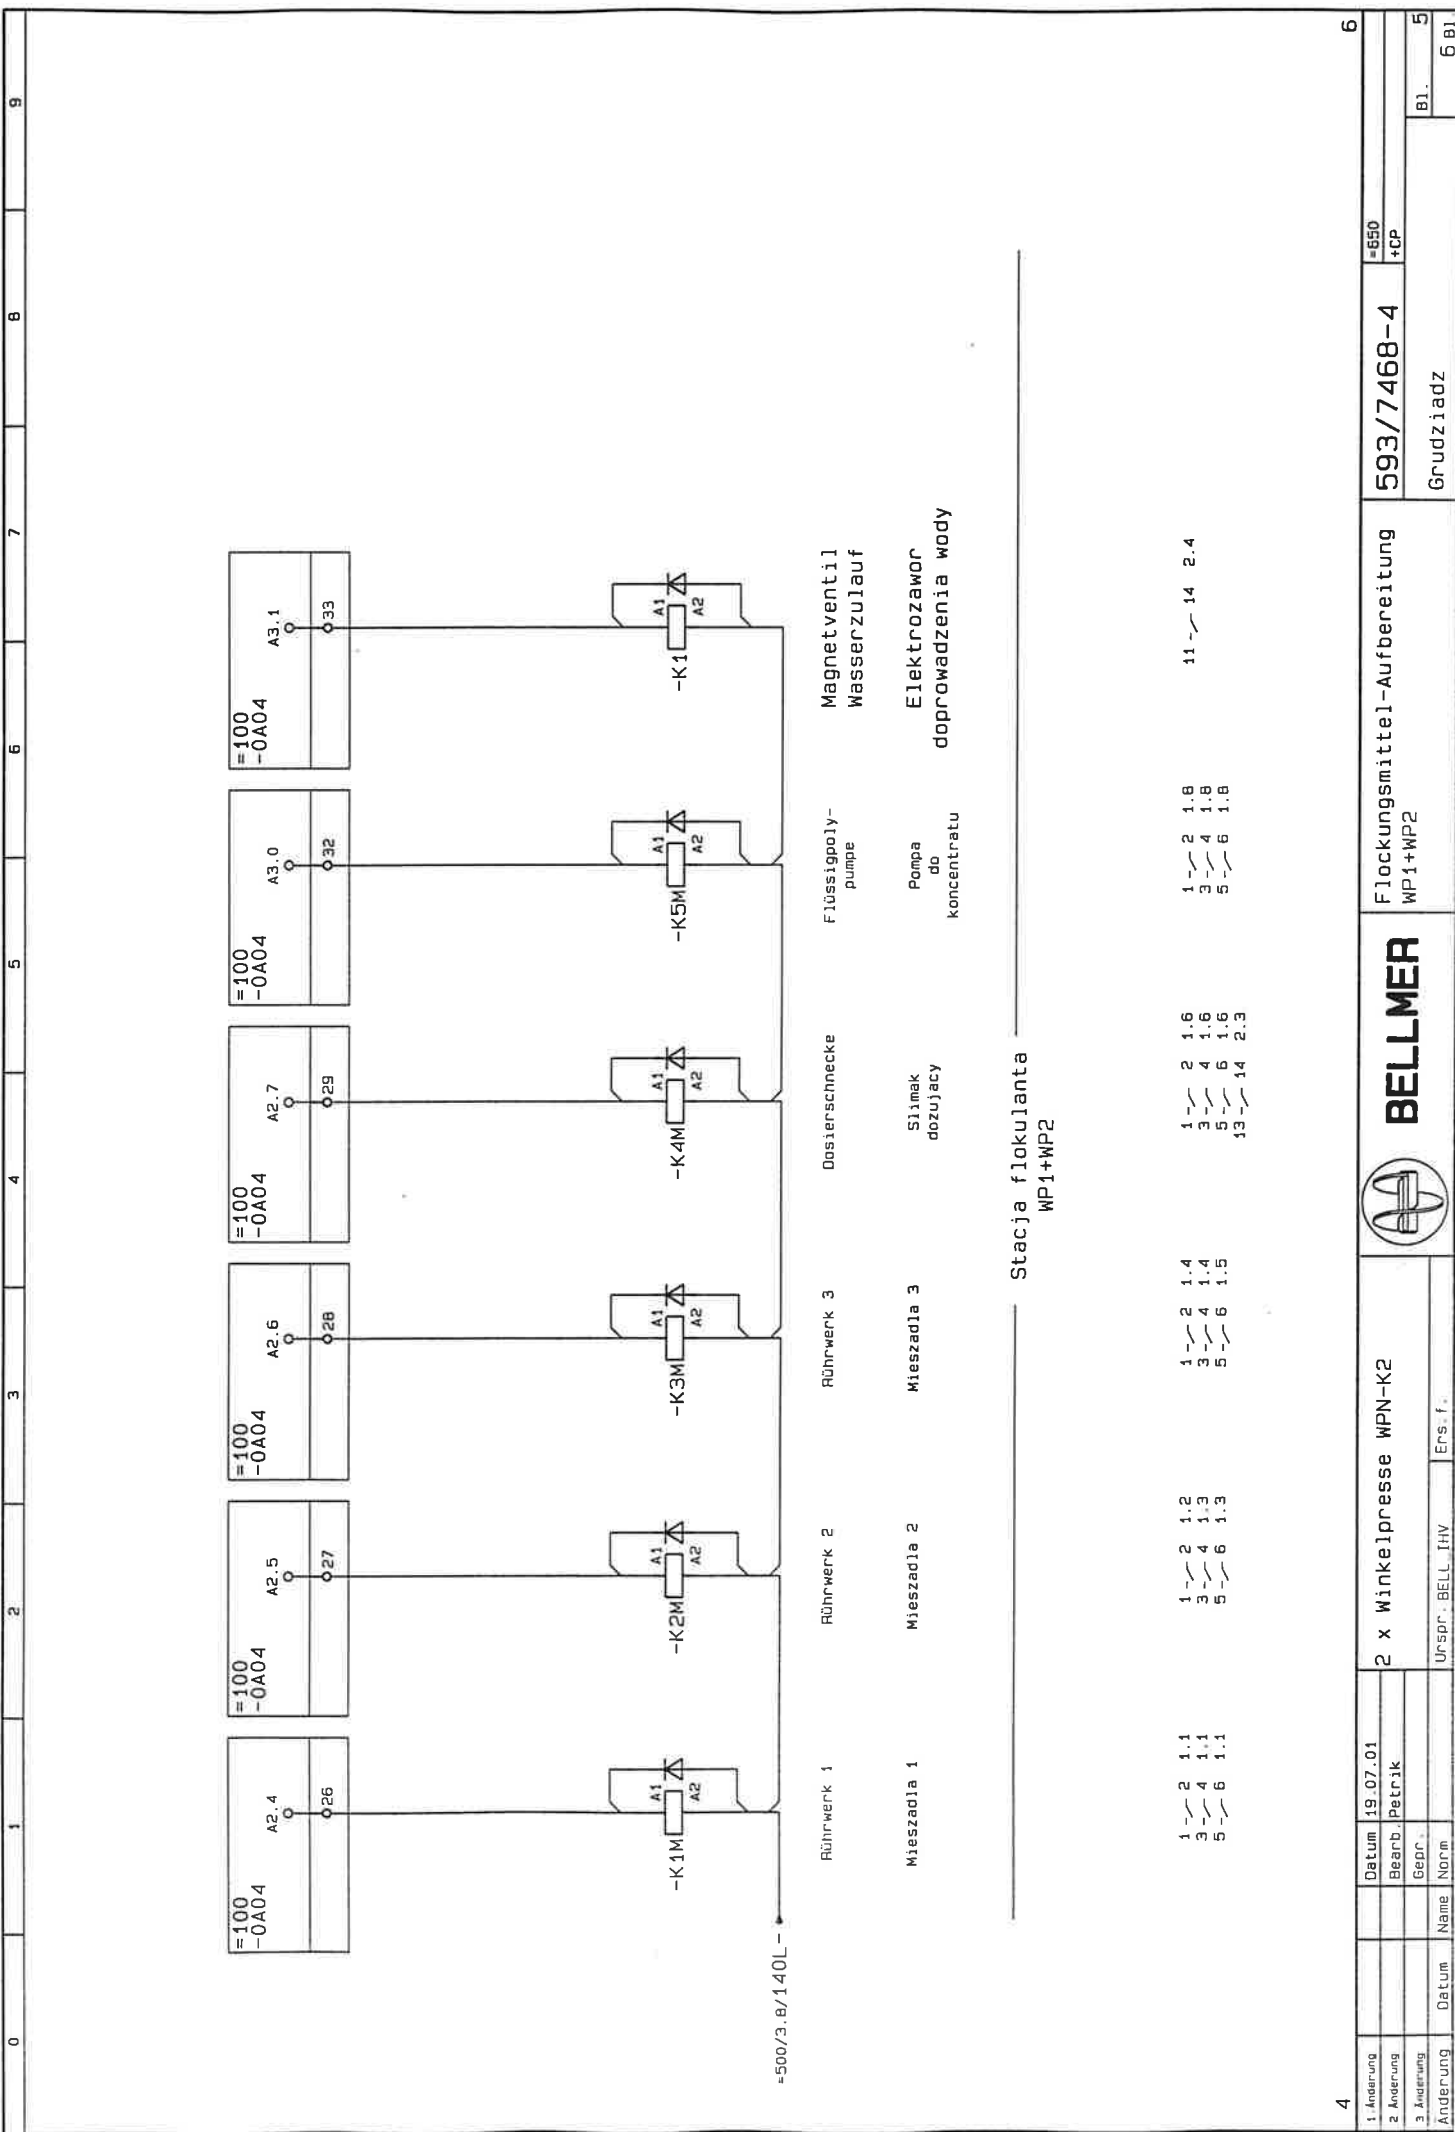 0 1 2 3 4 5 6 7 8 9
=100
-0A04
A2.4
26
=100
-0A04
A2.5
27
=100
-0A04
A2.6
28
=100
-0A04
A2.7
29
=100
-0A04
A3.0
32
=100
-0A04
A3.1
33
-K1M A1 A2
-K2M A1 A2
-K3M A1 A2
-K4M A1 A2
-K5M A1 A2
-K1 A1 A2
=500/3.8/140L-
Rührwerk 1
Rührwerk 2
Rührwerk 3
Dosierschnecke
Flüssigpoly-
pumpe
Magnetventil
Wasserzulauf
Mieszadla 1
Mieszadla 2
Mieszadla 3
Slimak
dozujacy
Pompa
do
koncentratu
Elektrozawor
doprowadzenia wody
Stacja flokulanta
WP1+WP2
1 2 1.1
3 4 1.1
5 6 1.1
1 2 1.2
3 4 1.3
5 6 1.3
1 2 1.4
3 4 1.4
5 6 1.5
1 2 1.6
3 4 1.6
5 6 1.6
13 14 2.3
1 2 1.8
3 4 1.8
5 6 1.8
11 14 2.4
4
6
1.Änderung
2 Änderung
3 Änderung
Änderung Datum Name Norm
Datum 19.07.01
Bearb. Petrik
Gepr.
2 x Winkelpresse WPN-K2
Urspr. BELL_IHV Ers.f.
BELLMER
Flockungsmittel-Aufbereitung
WP1+WP2
593/7468-4
Grudziadz
=650
+CP
Bl. 5
6 Bl.